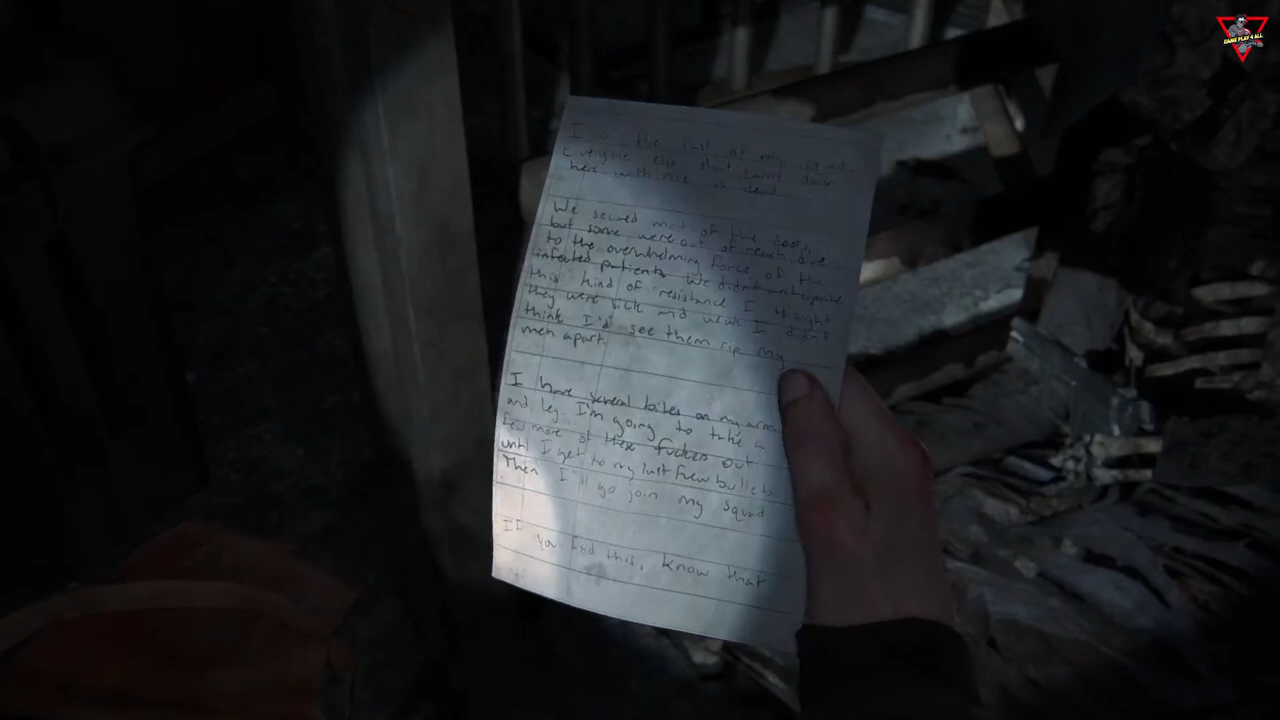 GAME PLAY 4 ALL
I the last of my squad.
Everyone else that came down
here with me is dead
We secured most of the doors,
but some were out of reach due
to the overwhelming force of the
infected patients We didn't anticipate
this kind of resistance I thought
they were sick and weak I didn't
think I'd see them rip my
men apart.
I have several bites on my arm
and leg. I'm going to take a
few more of these fuckers out
until I get to my last few bullets
Then I'll go join my squad
If you find this, know that